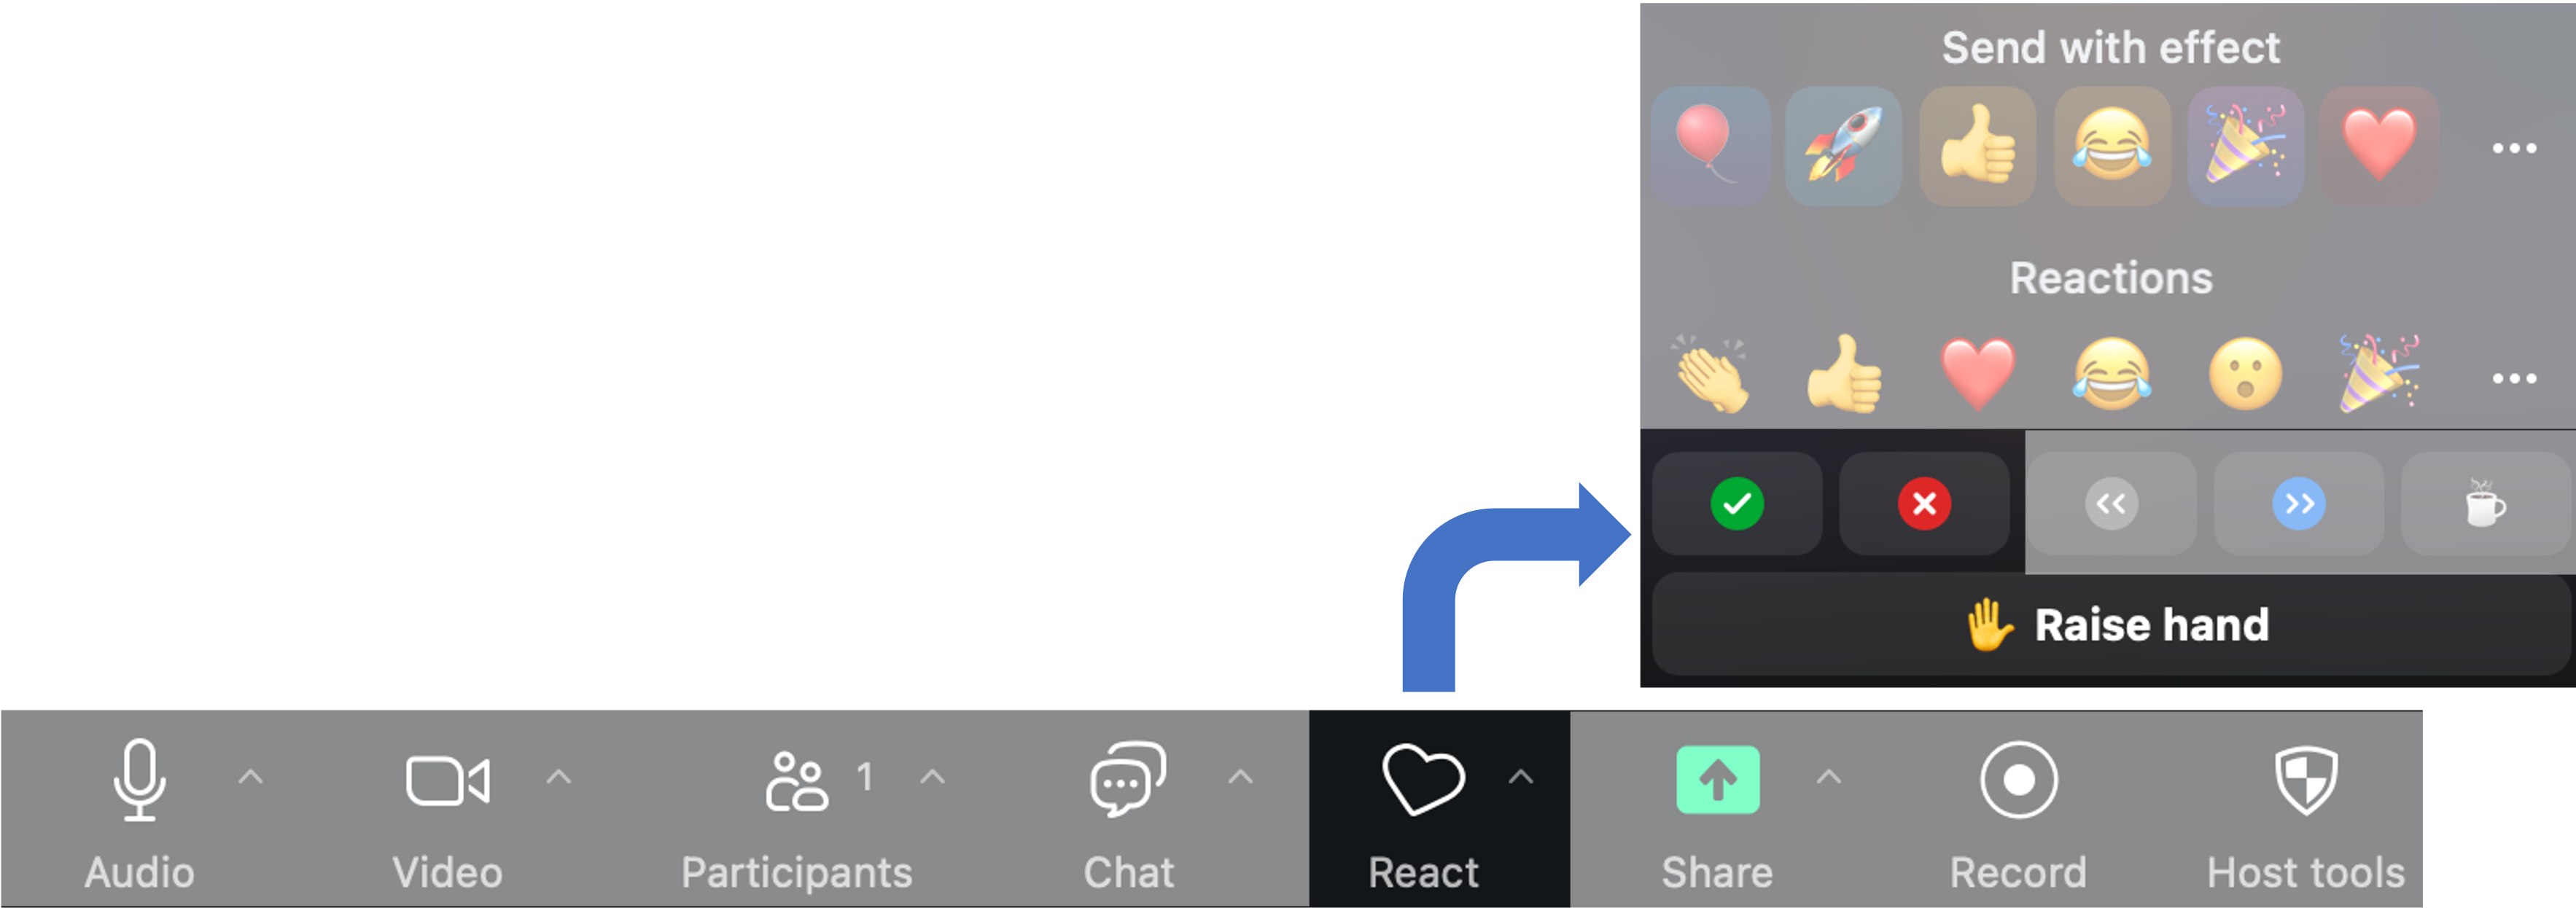 Send with effect
Reactions
Raise hand
1
Audio Video Participants Chat React Share Record Host tools